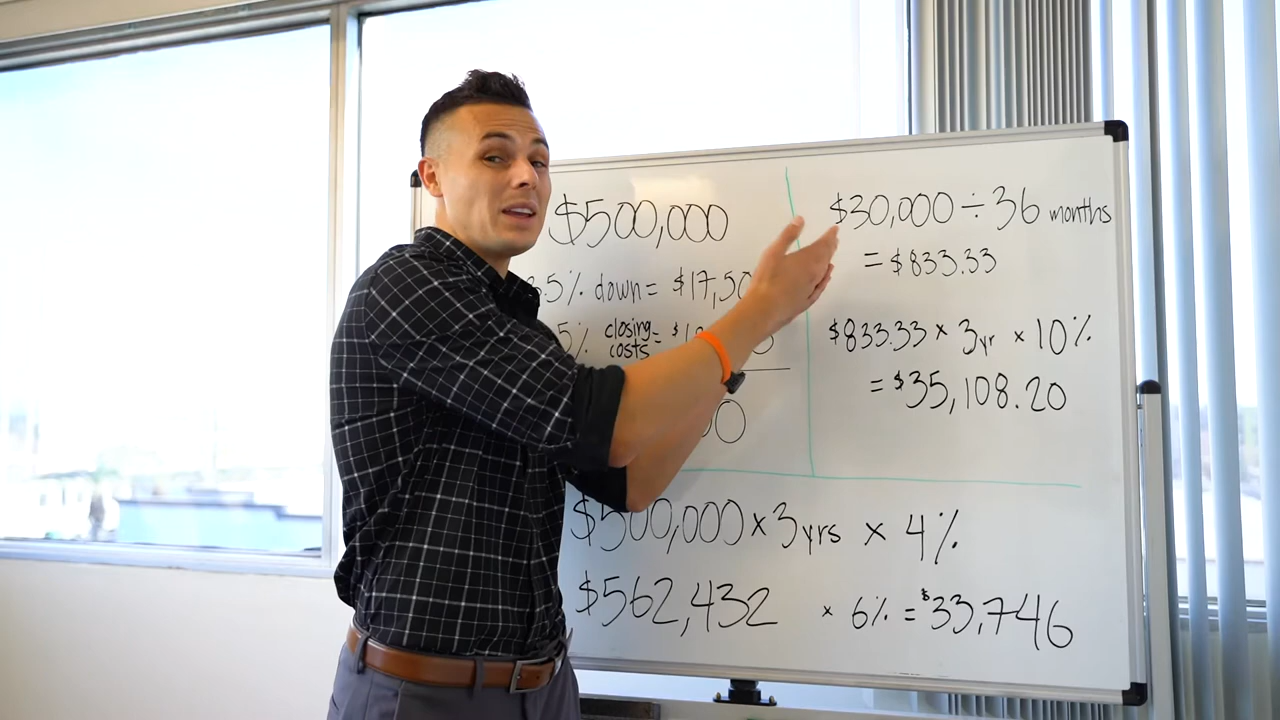 $500,000
3.5% down = $17,50
5% closing costs = $1
00
$30,000 ÷ 36 months
= $833.33
$833.33 × 3yr × 10%
= $35,108.20
$500,000 × 3yrs × 4%
$562,432 × 6% = $33,746